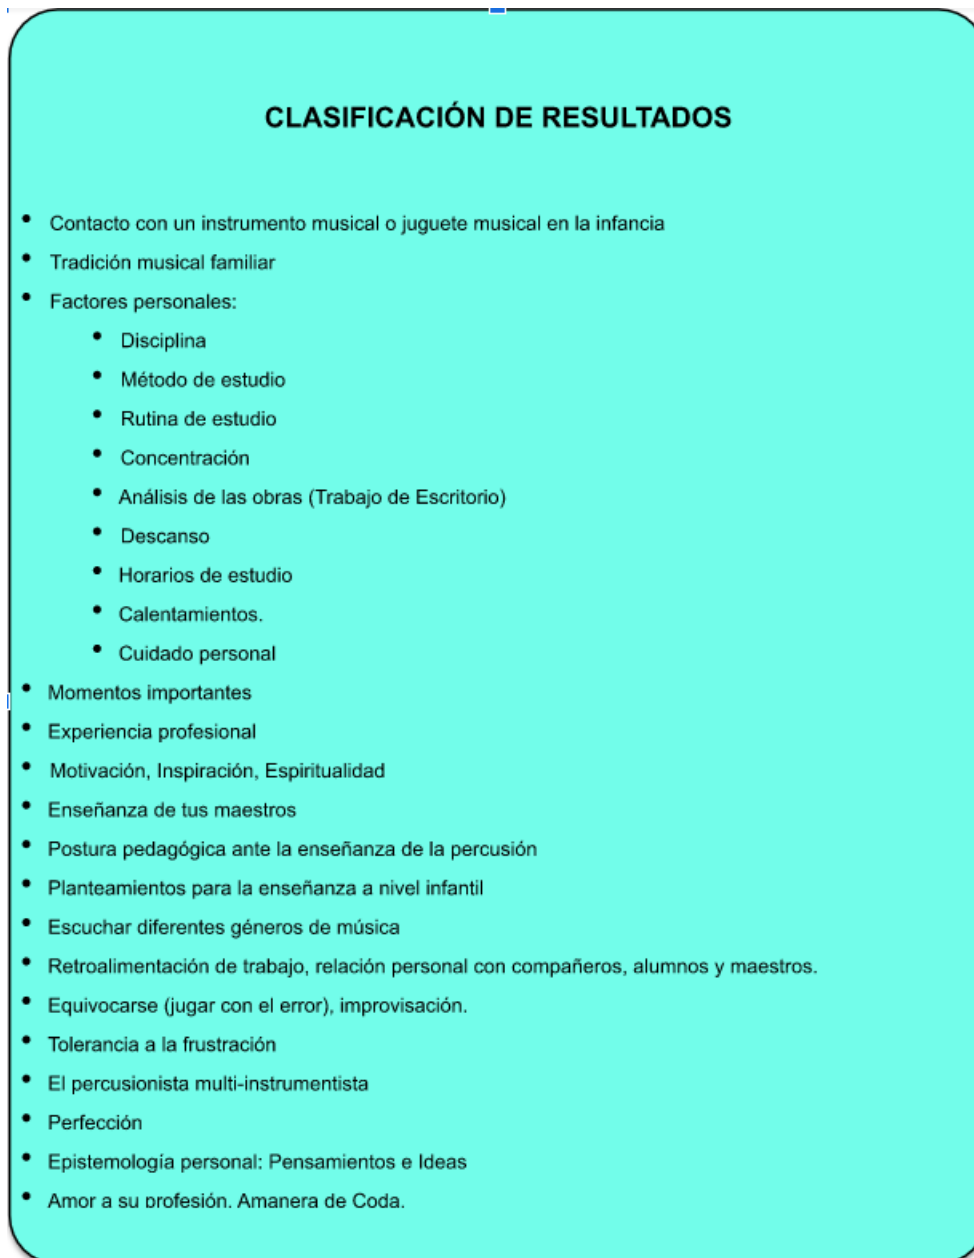 CLASIFICACIÓN DE RESULTADOS
• Contacto con un instrumento musical o juguete musical en la infancia
• Tradición musical familiar
• Factores personales:
• Disciplina
• Método de estudio
• Rutina de estudio
• Concentración
• Análisis de las obras (Trabajo de Escritorio)
• Descanso
• Horarios de estudio
• Calentamientos.
• Cuidado personal
• Momentos importantes
• Experiencia profesional
• Motivación, Inspiración, Espiritualidad
• Enseñanza de tus maestros
• Postura pedagógica ante la enseñanza de la percusión
• Planteamientos para la enseñanza a nivel infantil
• Escuchar diferentes géneros de música
• Retroalimentación de trabajo, relación personal con compañeros, alumnos y maestros.
• Equivocarse (jugar con el error), improvisación.
• Tolerancia a la frustración
• El percusionista multi-instrumentista
• Perfección
• Epistemología personal: Pensamientos e Ideas
• Amor a su profesión. Amanera de Coda.